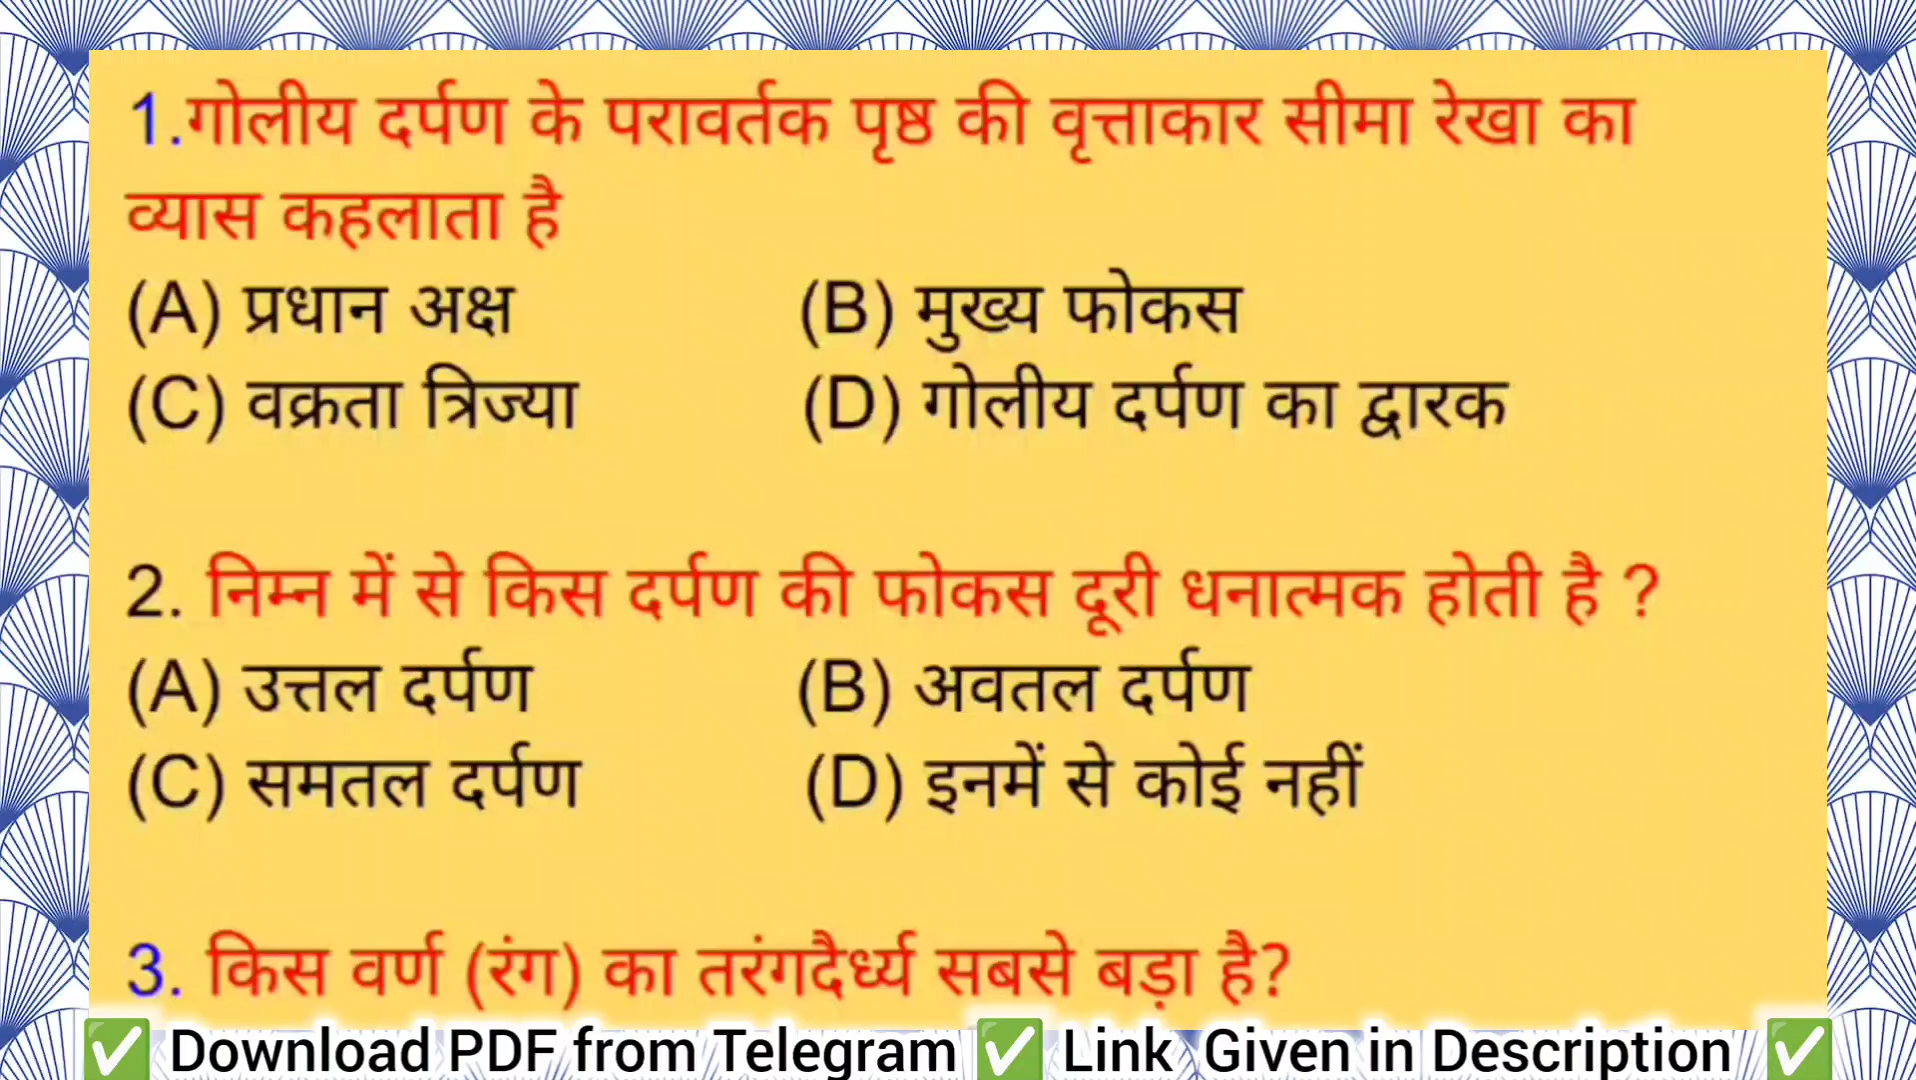 1.गोलीय दर्पण के परावर्तक पृष्ठ की वृत्ताकार सीमा रेखा का
व्यास कहलाता है
(A) प्रधान अक्ष (B) मुख्य फोकस
(C) वक्रता त्रिज्या (D) गोलीय दर्पण का द्वारक
2. निम्न में से किस दर्पण की फोकस दूरी धनात्मक होती है ?
(A) उत्तल दर्पण (B) अवतल दर्पण
(C) समतल दर्पण (D) इनमें से कोई नहीं
3. किस वर्ण (रंग) का तरंगदैर्ध्य सबसे बड़ा है?
✅ Download PDF from Telegram ✅ Link Given in Description ✅